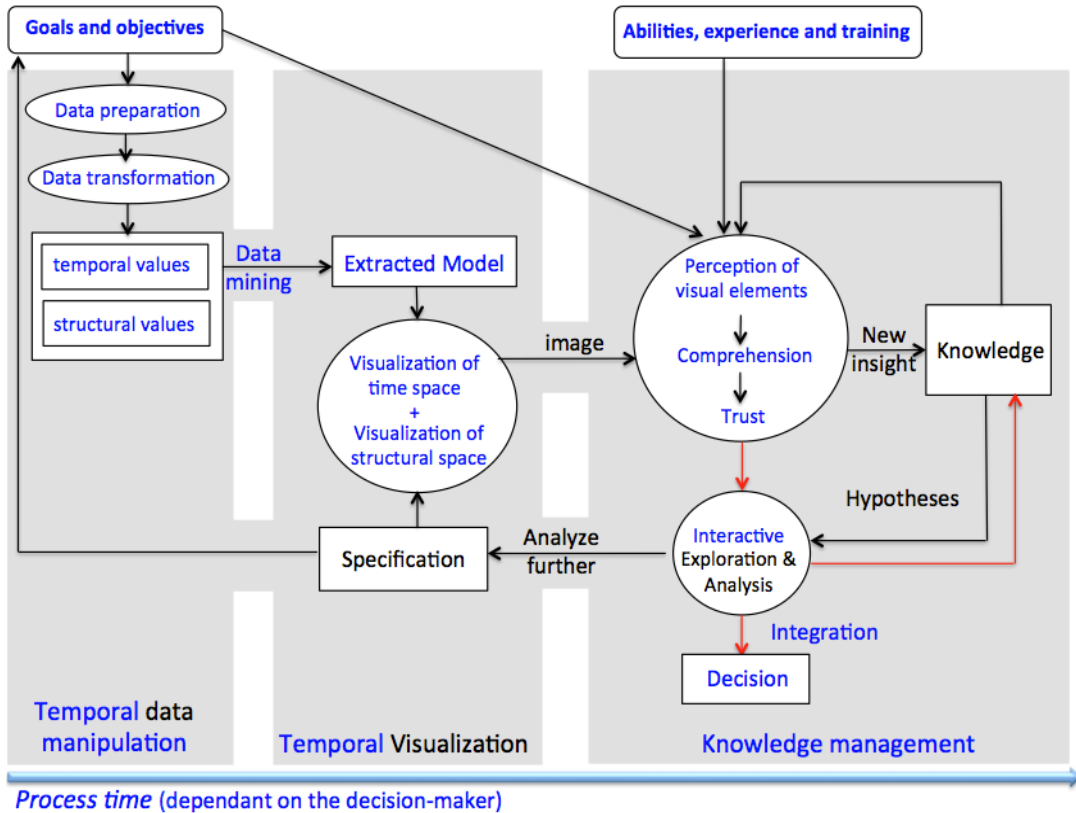 Goals and objectives
Abilities, experience and training
Data preparation
Data transformation
temporal values
structural values
Data
mining
Extracted Model
Visualization of
time space
+
Visualization of
structural space
image
Perception of
visual elements
Comprehension
Trust
New
insight
Knowledge
Hypotheses
Interactive
Exploration &
Analysis
Analyze
further
Specification
Integration
Decision
Temporal data
manipulation
Temporal Visualization
Knowledge management
Process time (dependant on the decision-maker)